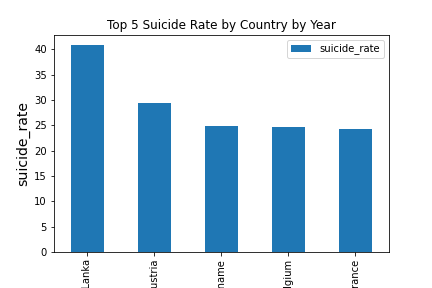 Top 5 Suicide Rate by Country by Year
suicide_rate
suicide_rate
40
35
30
25
20
15
10
5
0
Lanka
ustria
name
lgium
rance